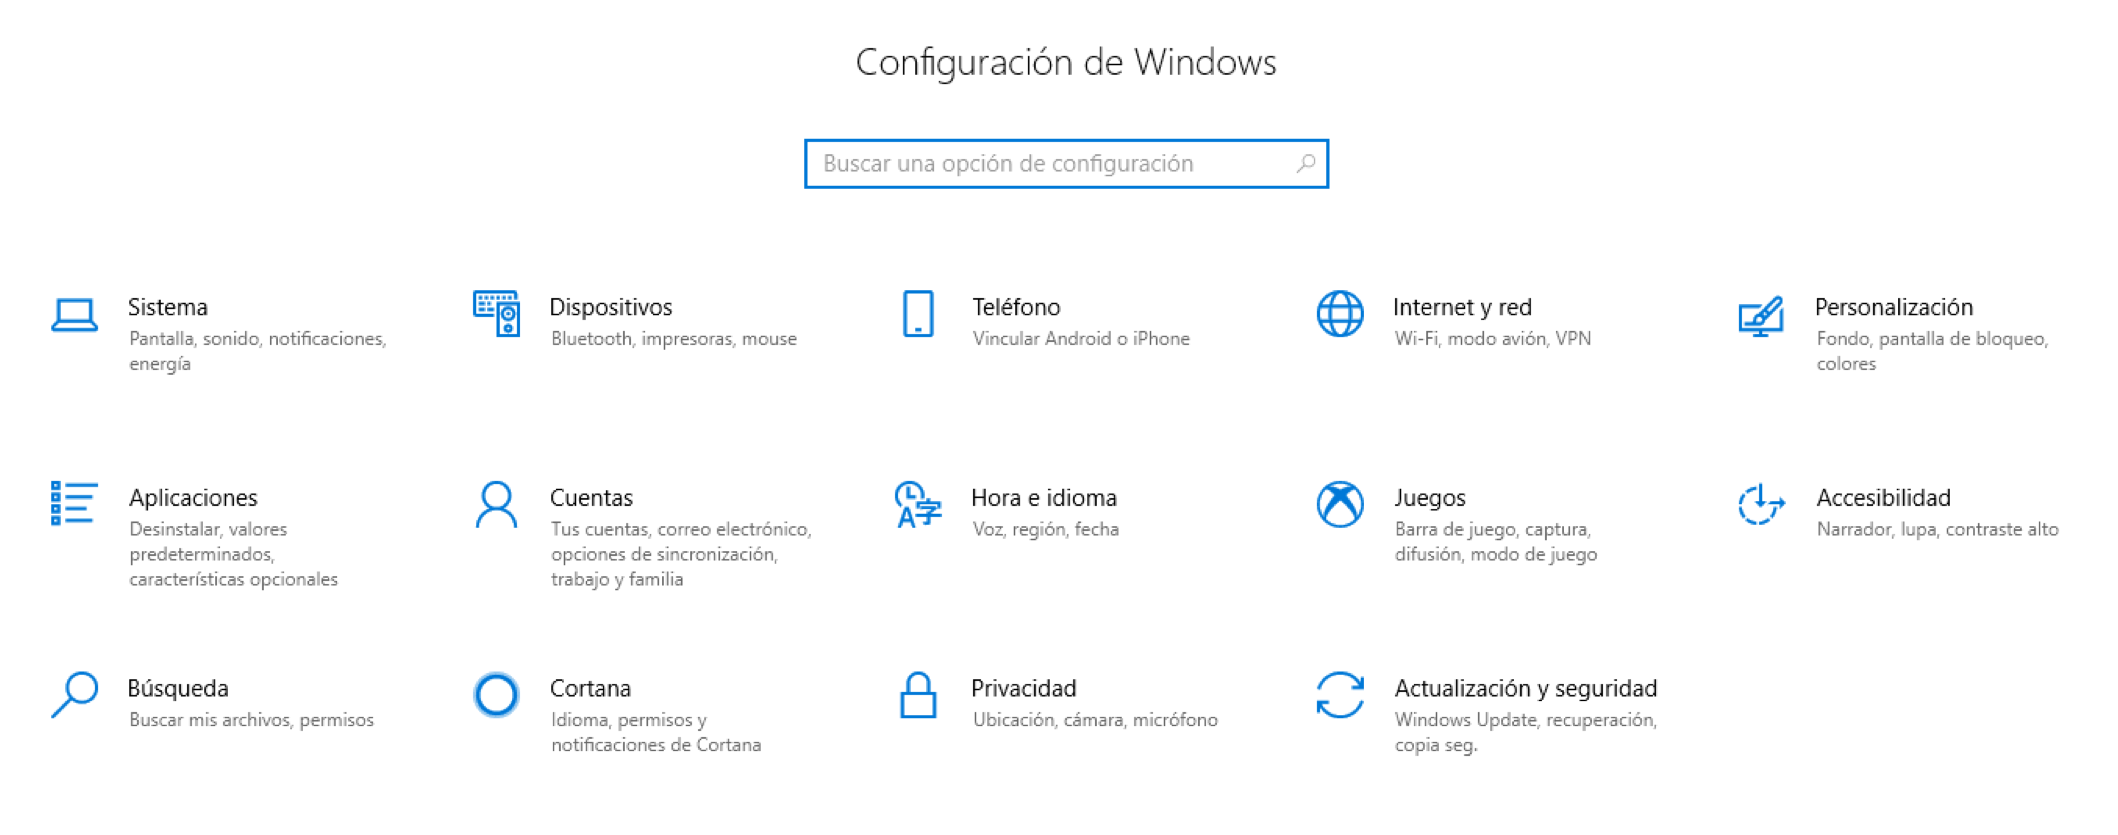 Configuración de Windows
Buscar una opción de configuración
Sistema
Pantalla, sonido, notificaciones,
energía
Dispositivos
Bluetooth, impresoras, mouse
Teléfono
Vincular Android o iPhone
Internet y red
Wi-Fi, modo avión, VPN
Personalización
Fondo, pantalla de bloqueo,
colores
Aplicaciones
Desinstalar, valores
predeterminados,
características opcionales
Cuentas
Tus cuentas, correo electrónico,
opciones de sincronización,
trabajo y familia
Hora e idioma
Voz, región, fecha
Juegos
Barra de juego, captura,
difusión, modo de juego
Accesibilidad
Narrador, lupa, contraste alto
Búsqueda
Buscar mis archivos, permisos
Cortana
Idioma, permisos y
notificaciones de Cortana
Privacidad
Ubicación, cámara, micrófono
Actualización y seguridad
Windows Update, recuperación,
copia seg.